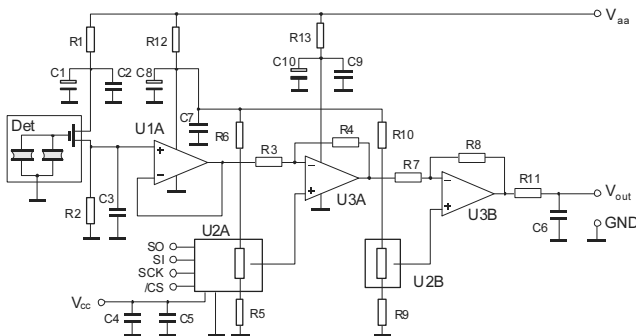 V_aa
R1
R12
R13
C1
C2
C8
C10
C9
Det
U1A
C7
R6
R3
R4
R10
R7
R8
R11
V_out
R2
C3
U3A
U3B
C6
GND
U2A
SO
SI
SCK
/CS
U2B
V_cc
C4
C5
R5
R9